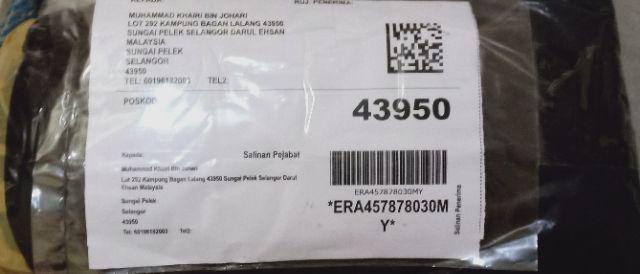 Kepada:
RUJ. PENERIMA:
MUHAMMAD KHAIRI BIN JOHARI
LOT 292 KAMPUNG BAGAN LALANG 43950
SUNGAI PELEK SELANGOR DARUL EHSAN
MALAYSIA
SUNGAI PELEK
SELANGOR
43950
TEL: 60196182003 TEL2:
POSKOD 43950
Kepada: Salinan Pejabat
Muhammad Khairi Bin Johari
Lot 292 Kampung Bagan Lalang 43950 Sungai Pelek Selangor Darul
Ehsan Malaysia
Sungai Pelek
Selangor
43950
Tel: 60196182003 Tel2:
ERA457878030MY
*ERA457878030M
Y*
Salinan Penerima